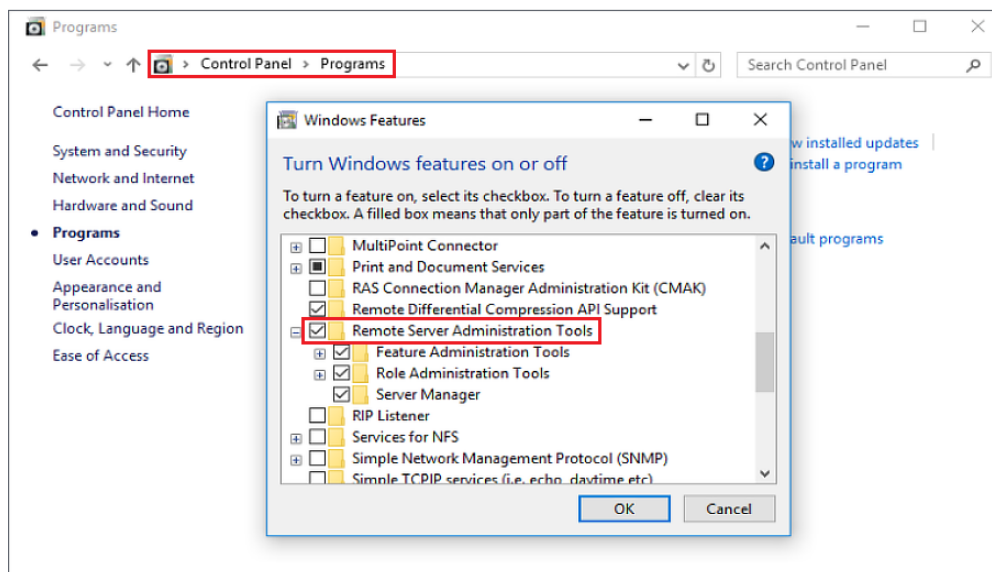 Programs
Control Panel > Programs
Search Control Panel
Control Panel Home
System and Security
Network and Internet
Hardware and Sound
Programs
User Accounts
Appearance and
Personalisation
Clock, Language and Region
Ease of Access
installed updates
install a program
programs
Windows Features
Turn Windows features on or off
To turn a feature on, select its checkbox. To turn a feature off, clear its
checkbox. A filled box means that only part of the feature is turned on.
MultiPoint Connector
Print and Document Services
RAS Connection Manager Administration Kit (CMAK)
Remote Differential Compression API Support
Remote Server Administration Tools
Feature Administration Tools
Role Administration Tools
Server Manager
RIP Listener
Services for NFS
Simple Network Management Protocol (SNMP)
Simple TCPIP services (i.e. echo, daytime etc)
OK
Cancel